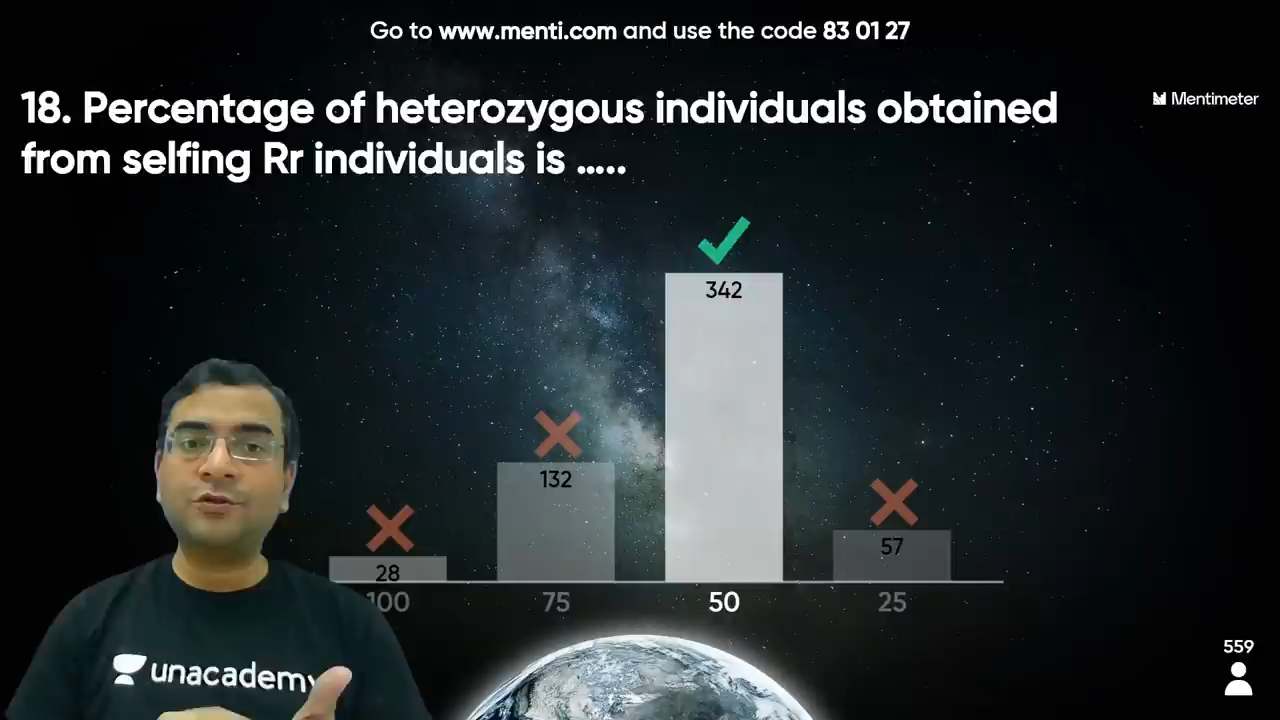 Go to www.menti.com and use the code 83 01 27
Mentimeter
18. Percentage of heterozygous individuals obtained
from selfing Rr individuals is .....
342
132
57
28
100 75 50 25
559
unacademy